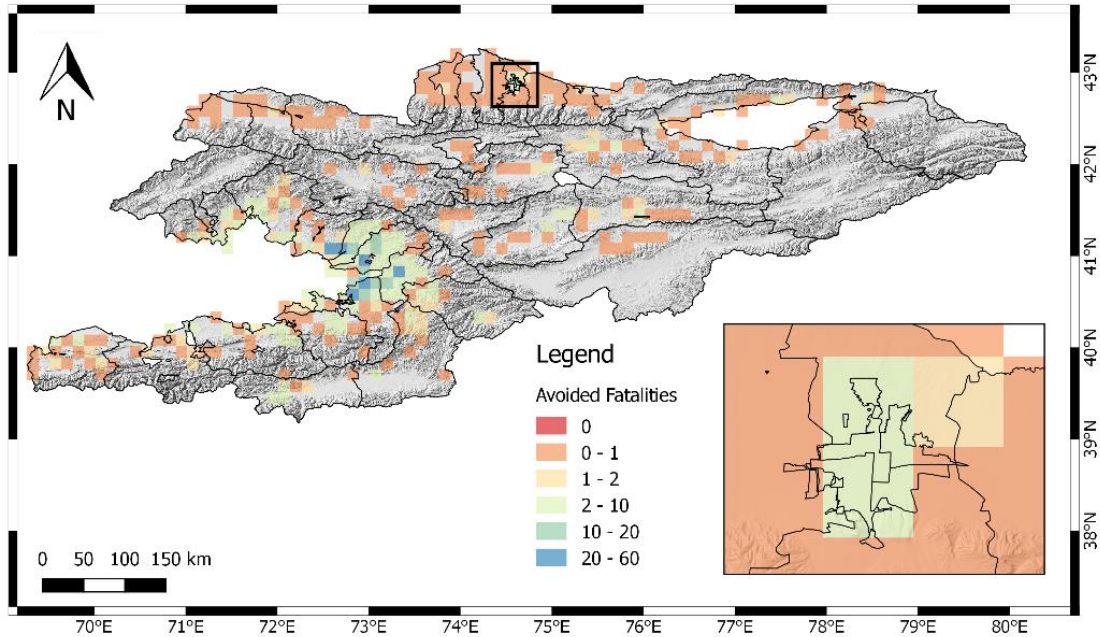 N
43°N
42°N
41°N
40°N
39°N
38°N
Legend
Avoided Fatalities
0
0 - 1
1 - 2
2 - 10
10 - 20
20 - 60
0 50 100 150 km
70°E 71°E 72°E 73°E 74°E 75°E 76°E 77°E 78°E 79°E 80°E